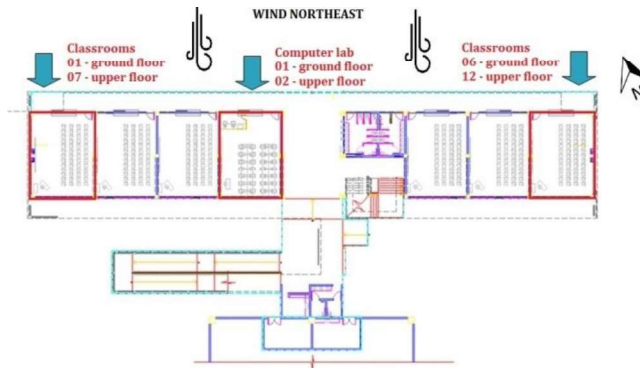 WIND NORTHEAST
Classrooms
01 - ground floor
07 - upper floor
Computer lab
01 - ground floor
02 - upper floor
Classrooms
06 - ground floor
12 - upper floor
N